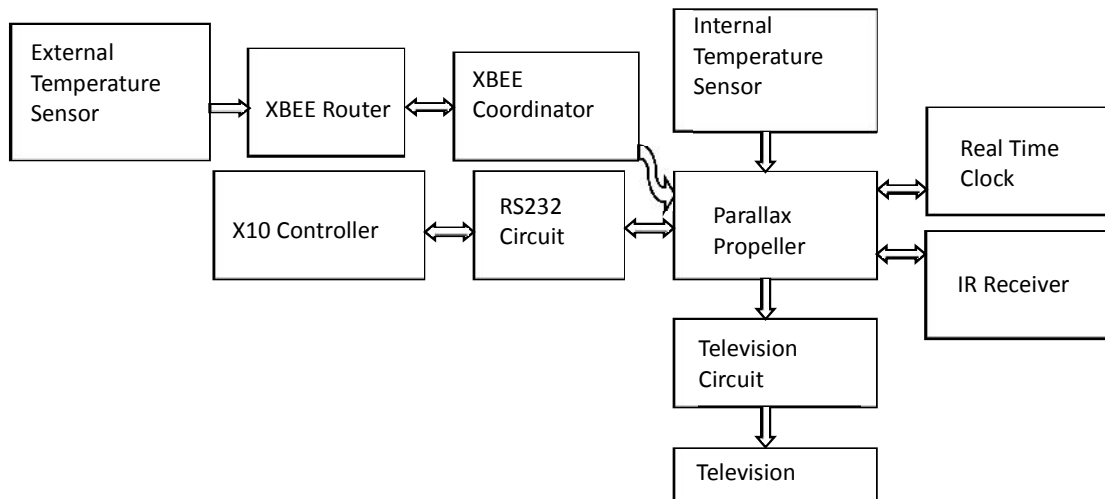 External
Temperature
Sensor
XBEE Router
XBEE
Coordinator
Internal
Temperature
Sensor
Real Time
Clock
X10 Controller
RS232
Circuit
Parallax
Propeller
IR Receiver
Television
Circuit
Television